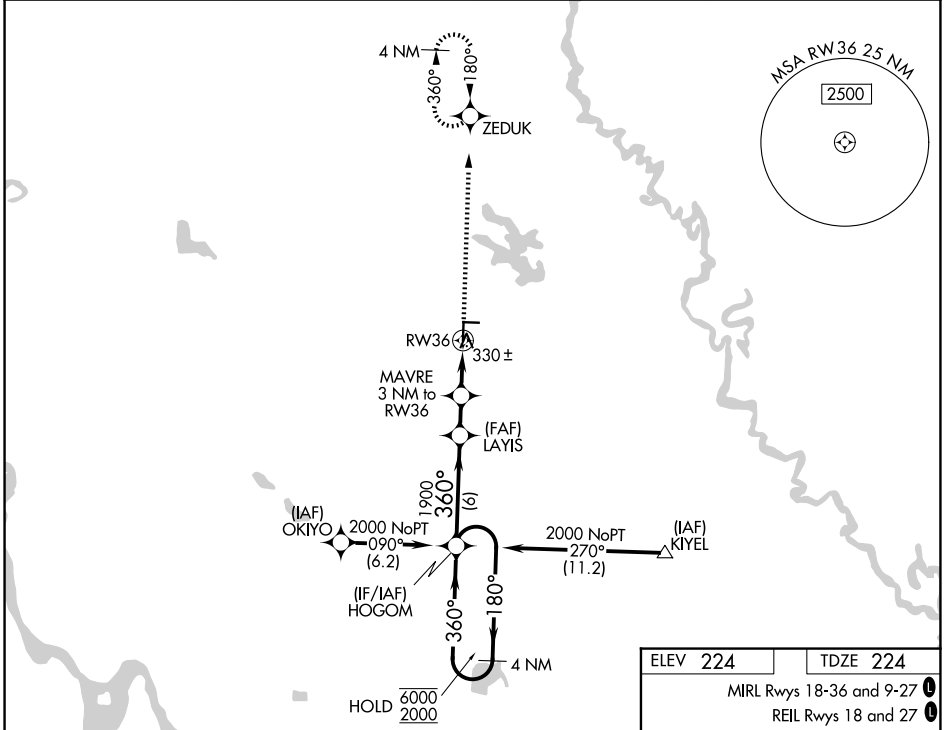 4 NM
360°
180°
ZEDUK
MSA RW36 25 NM
2500
RW36
330 ±
MAVRE
3 NM to
RW36
(FAF)
LAYIS
1900
360°
(6)
(IAF)
OKIYO
2000 NoPT
090°
(6.2)
2000 NoPT
270°
(11.2)
(IAF)
KIYEL
(IF/IAF)
HOGOM
360°
180°
4 NM
HOLD 6000
2000
ELEV 224
TDZE 224
MIRL Rwys 18-36 and 9-27 L
REIL Rwys 18 and 27 L